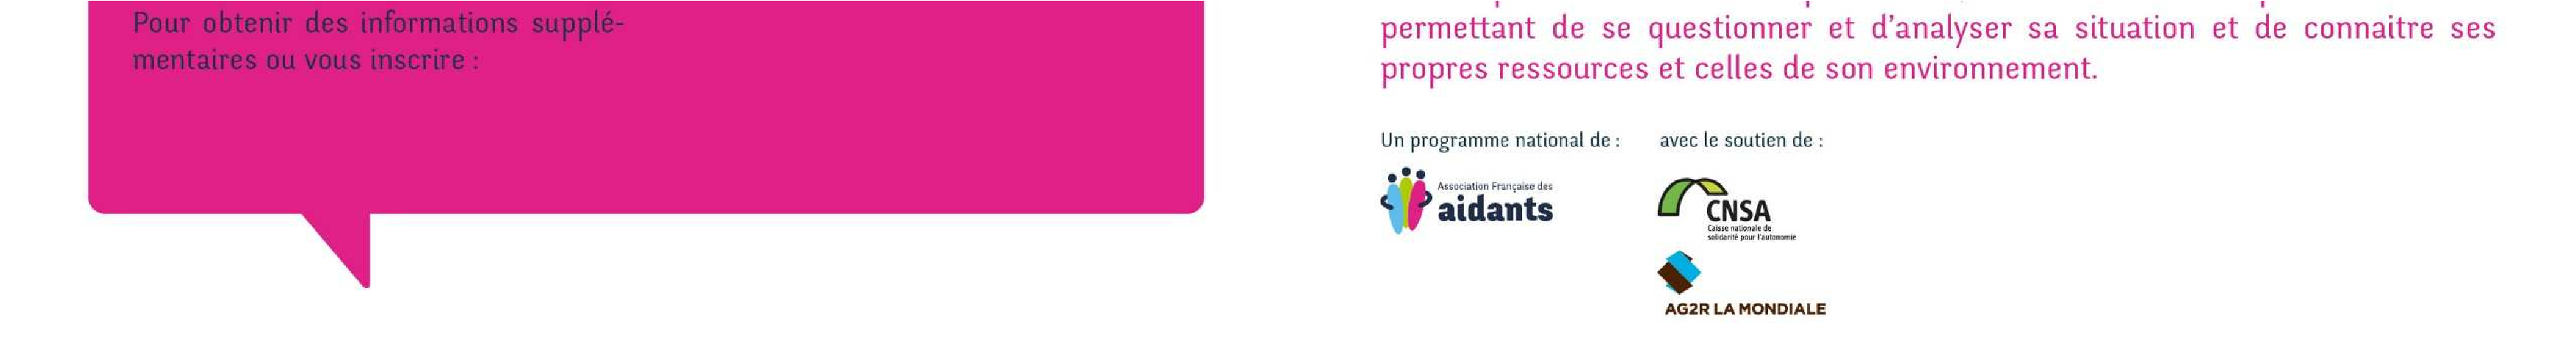 Pour obtenir des informations supplé-
mentaires ou vous inscrire :
permettant de se questionner et d’analyser sa situation et de connaitre ses
propres ressources et celles de son environnement.
Un programme national de :
avec le soutien de :
Association Française des
aidants
CNSA
Caisse nationale de
solidarité pour l'autonomie
AG2R LA MONDIALE